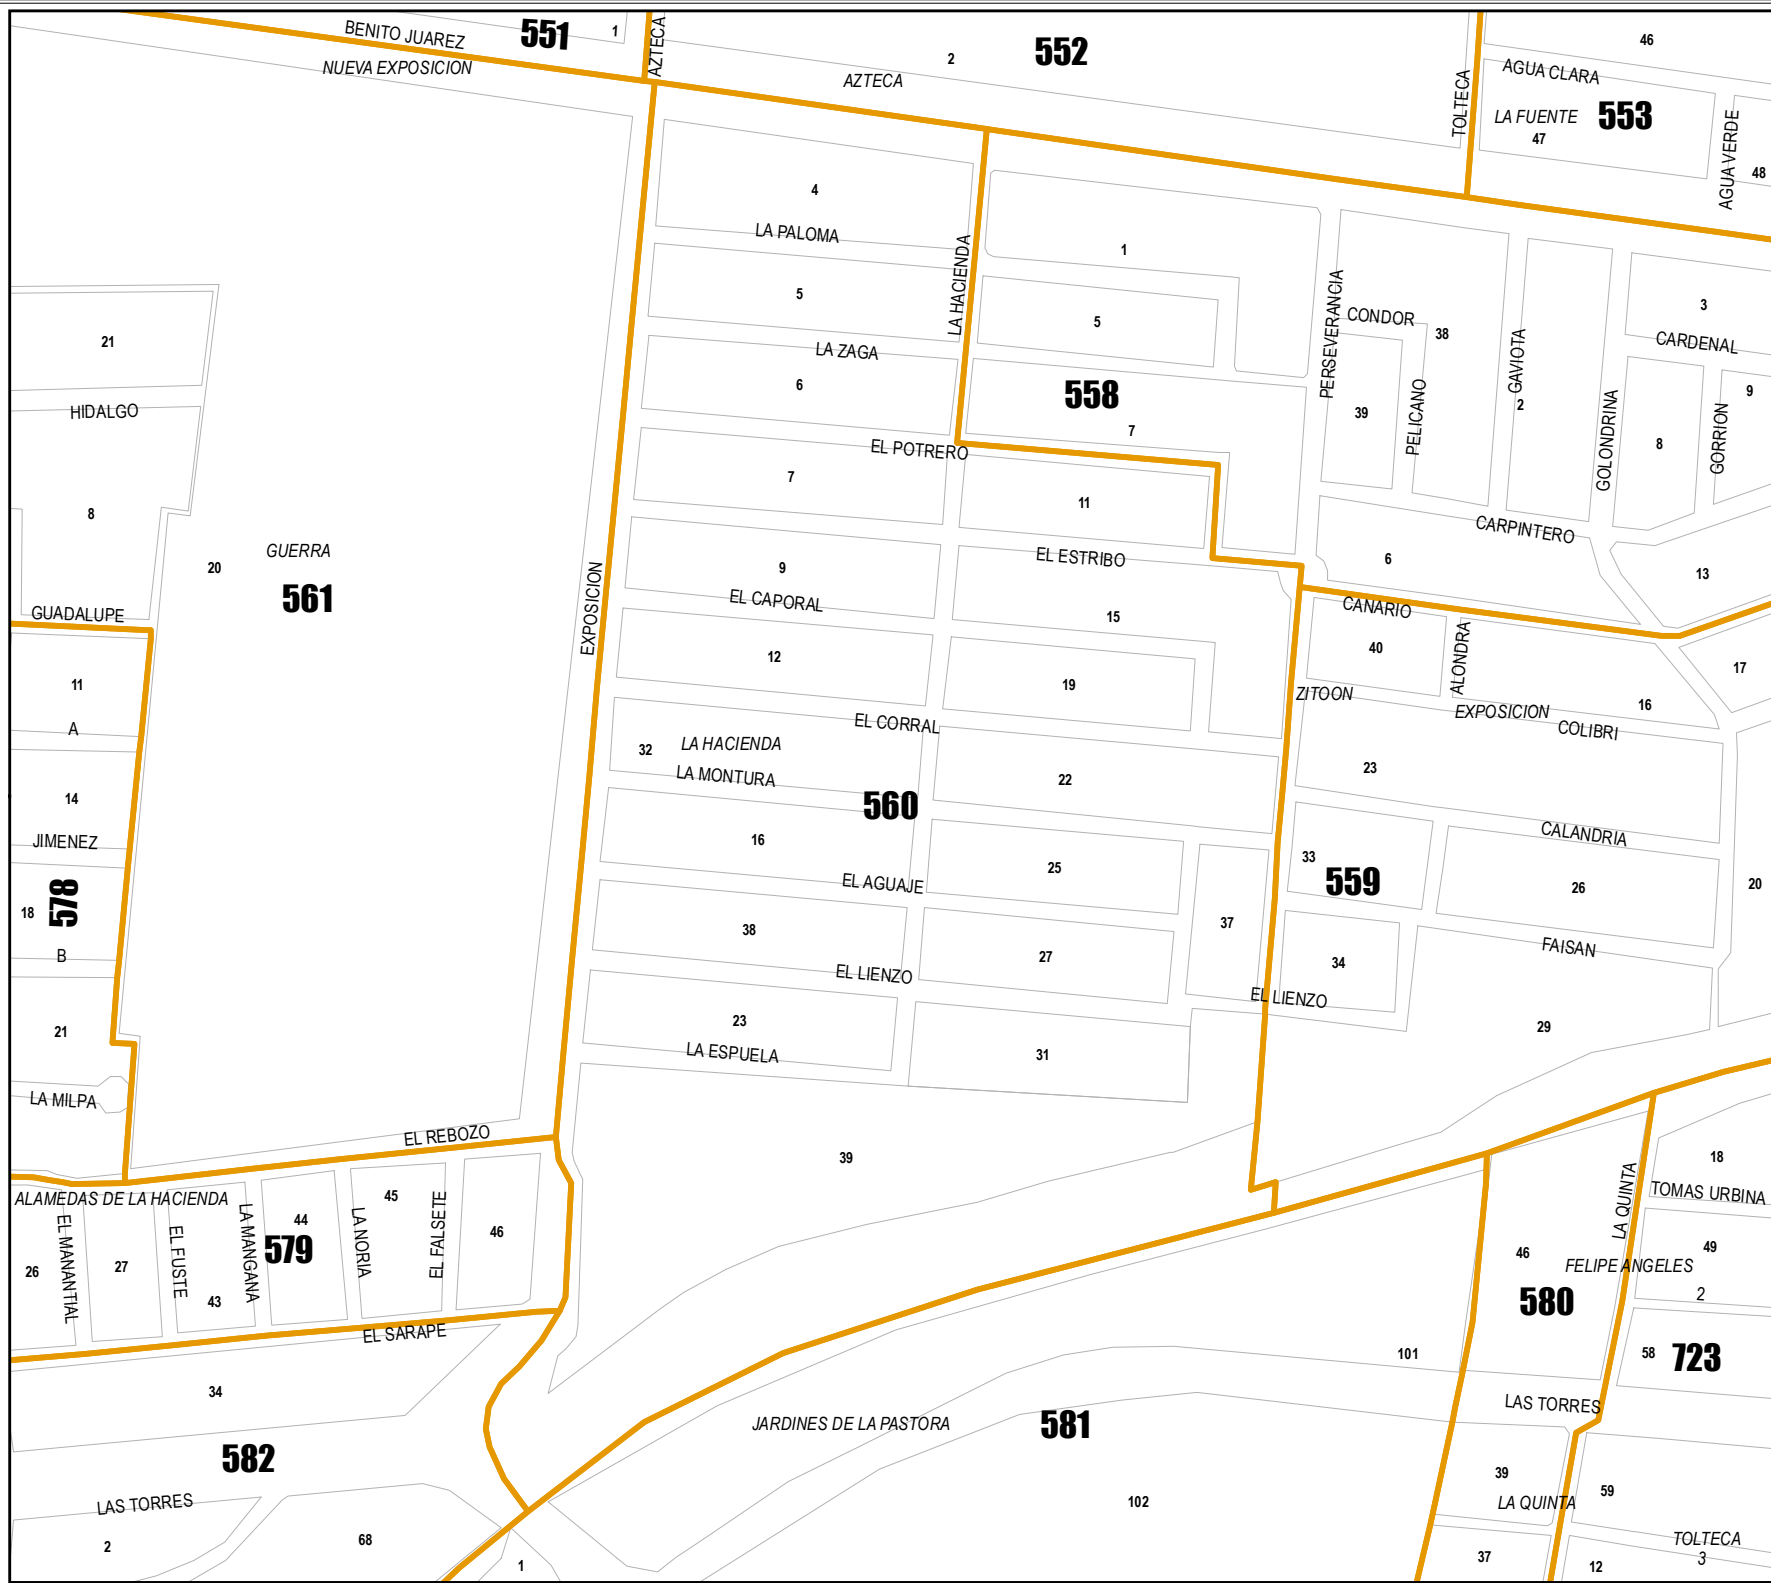 BENITO JUAREZ
551
1
AZTECA
NUEVA EXPOSICION
2
552
AZTECA
TOLTECA
46
AGUA CLARA
LA FUENTE
553
47
AGUA VERDE
48
4
LA PALOMA
LA HACIENDA
1
5
5
PERSEVERANCIA
CONDOR
38
GAVIOTA
3
CARDENAL
21
LA ZAGA
6
558
39
PELICANO
2
GOLONDRINA
9
8
GORRION
HIDALGO
7
EL POTRERO
7
11
CARPINTERO
8
GUERRA
20
561
EXPOSICION
9
EL ESTRIBO
6
13
EL CAPORAL
15
CANARIO
GUADALUPE
12
19
40
ALONDRA
17
11
ZITOON
EXPOSICION
16
COLIBRI
A
EL CORRAL
32
LA HACIENDA
LA MONTURA
22
23
14
560
JIMENEZ
16
CALANDRIA
578
18
EL AGUAJE
25
33
559
26
20
38
37
B
27
34
FAISAN
EL LIENZO
EL LIENZO
21
23
LA ESPUELA
31
29
LA MILPA
EL REBOZO
39
18
TOMAS URBINA
LA QUINTA
ALAMEDAS DE LA HACIENDA
45
44
46
EL MANANTIAL
EL FUSTE
LA MANGANA
LA NORIA
EL FALSETE
579
26
27
43
46
49
FELIPE ANGELES
2
580
EL SARAPE
101
58
723
34
LAS TORRES
JARDINES DE LA PASTORA
581
582
39
59
LAS TORRES
102
LA QUINTA
2
68
1
37
12
TOLTECA
3